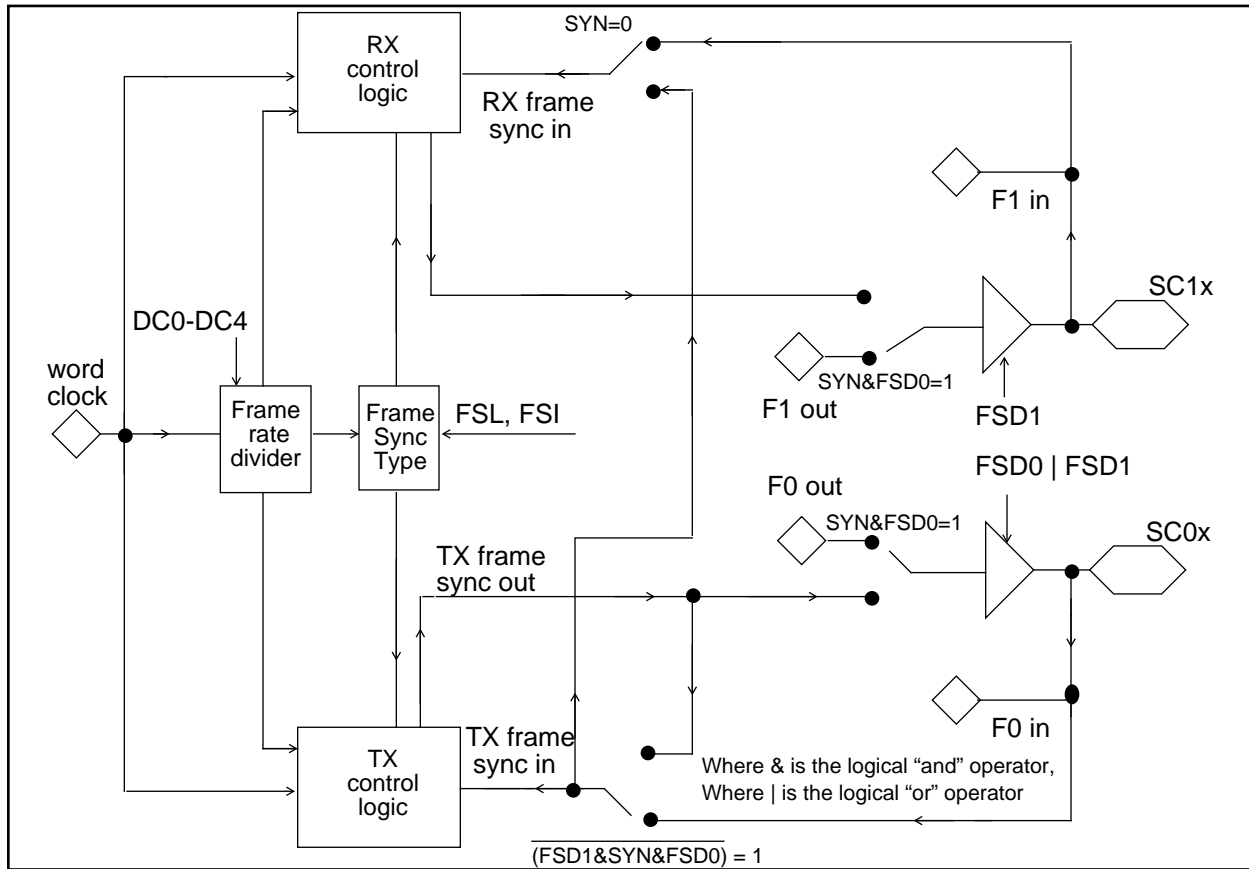 SYN=0
RX
control
logic
RX frame
sync in
F1 in
SC1x
DC0-DC4
word
clock
Frame
rate
divider
Frame
Sync
Type
FSL, FSI
SYN&FSD0=1
F1 out
FSD1
FSD0 | FSD1
F0 out
SYN&FSD0=1
SC0x
TX frame
sync out
F0 in
TX
control
logic
TX frame
sync in
Where & is the logical “and” operator,
Where | is the logical “or” operator
(FSD1&SYN&FSD0) = 1